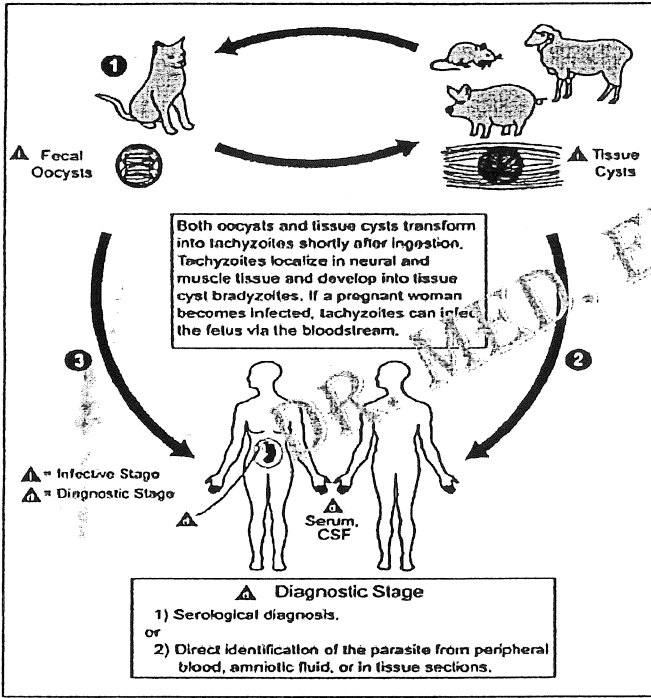 1
i Fecal
Oocysts
i Tissue
Cysts
Both oocysts and tissue cysts transform
into tachyzoites shortly after ingestion.
Tachyzoites localize in neural and
muscle tissue and develop into tissue
cyst bradyzoites. If a pregnant woman
becomes infected, tachyzoites can infect
the fetus via the bloodstream.
3
2
i = Infective Stage
d = Diagnostic Stage
d
d
Serum,
CSF
d Diagnostic Stage
1) Serological diagnosis.
or
2) Direct identification of the parasite from peripheral
blood, amniotic fluid, or in tissue sections.
DR. MED. E